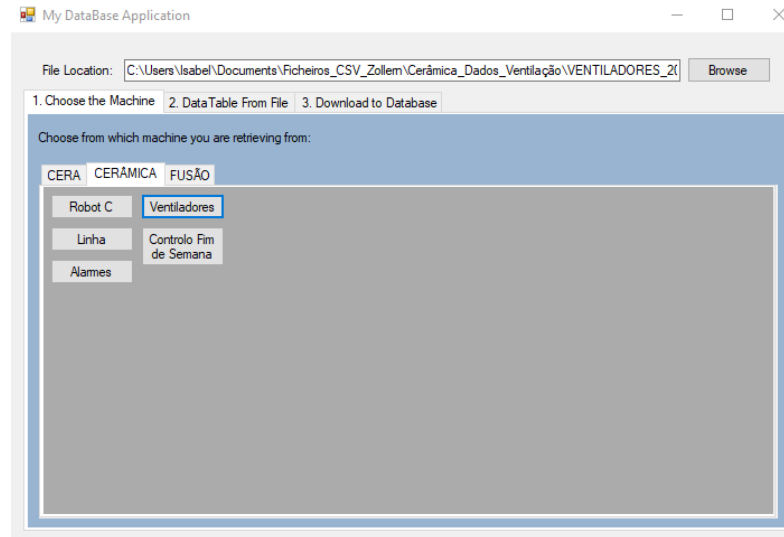 My DataBase Application
File Location: C:\Users\Isabel\Documents\Ficheiros_CSV_Zollern\Cerâmica_Dados_Ventilação\VENTILADORES_2( Browse
1. Choose the Machine 2. DataTable From File 3. Download to Database
Choose from which machine you are retrieving from:
CERA CERÂMICA FUSÃO
Robot C Ventiladores
Linha Controlo Fim
de Semana
Alarmes